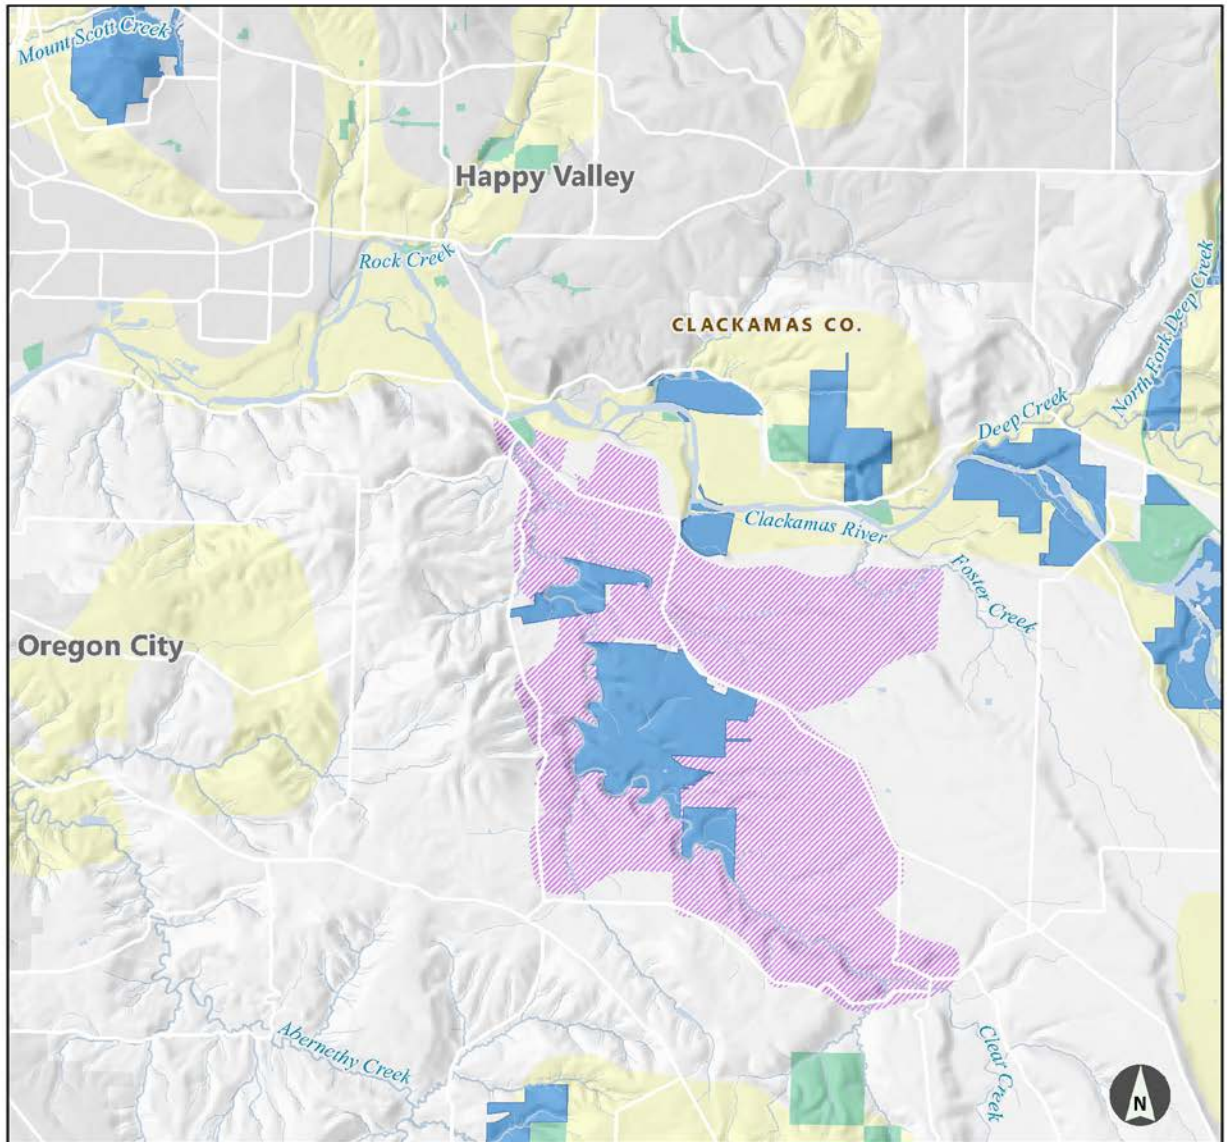 Mount Scott Creek
Happy Valley
Rock Creek
CLACKAMAS CO.
North Fork Deep Creek
Deep Creek
Clackamas River
Foster Creek
Oregon City
Abernethy Creek
Clear Creek
N